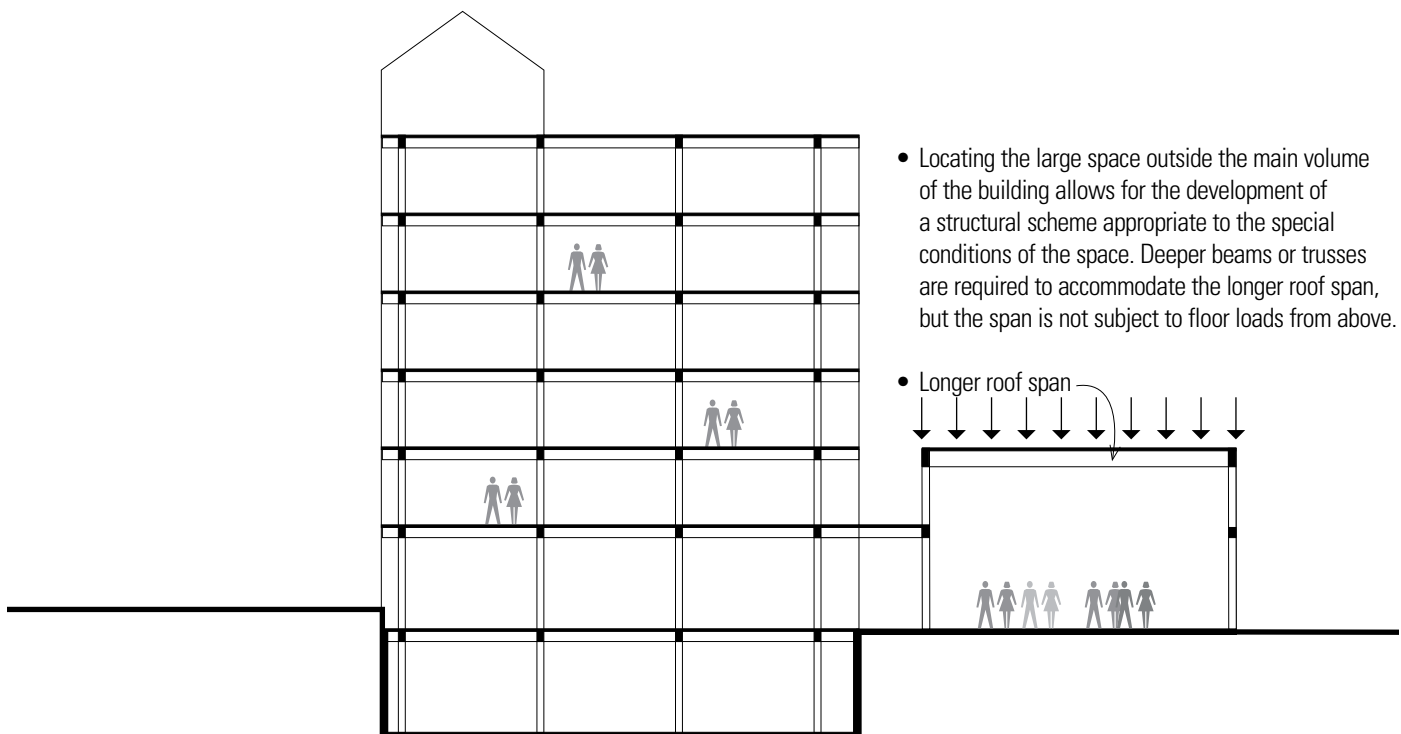 • Locating the large space outside the main volume
of the building allows for the development of
a structural scheme appropriate to the special
conditions of the space. Deeper beams or trusses
are required to accommodate the longer roof span,
but the span is not subject to floor loads from above.
• Longer roof span